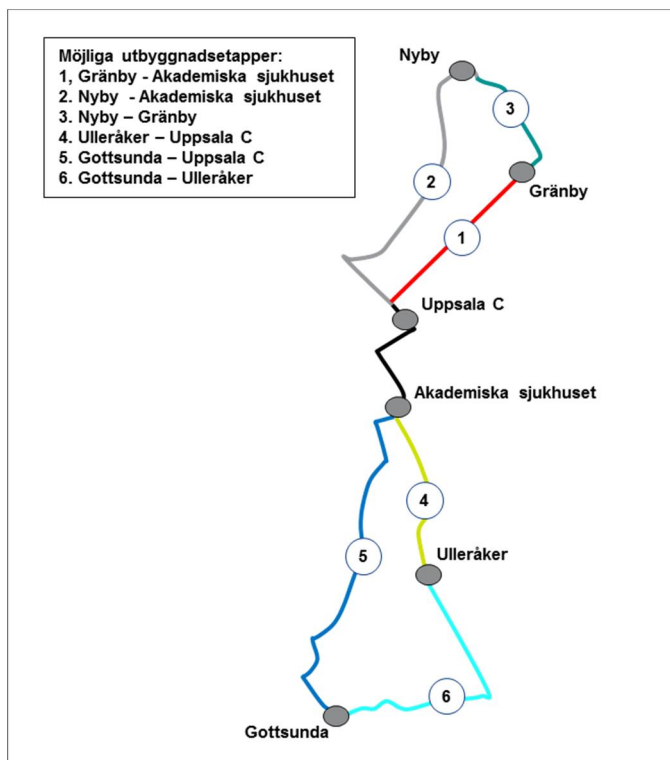 Möjliga utbyggnadsetapper:
1, Gränby - Akademiska sjukhuset
2. Nyby - Akademiska sjukhuset
3. Nyby – Gränby
4. Ulleråker – Uppsala C
5. Gottsunda – Uppsala C
6. Gottsunda – Ulleråker
Nyby
3
Gränby
2
1
Uppsala C
Akademiska sjukhuset
4
5
Ulleråker
6
Gottsunda